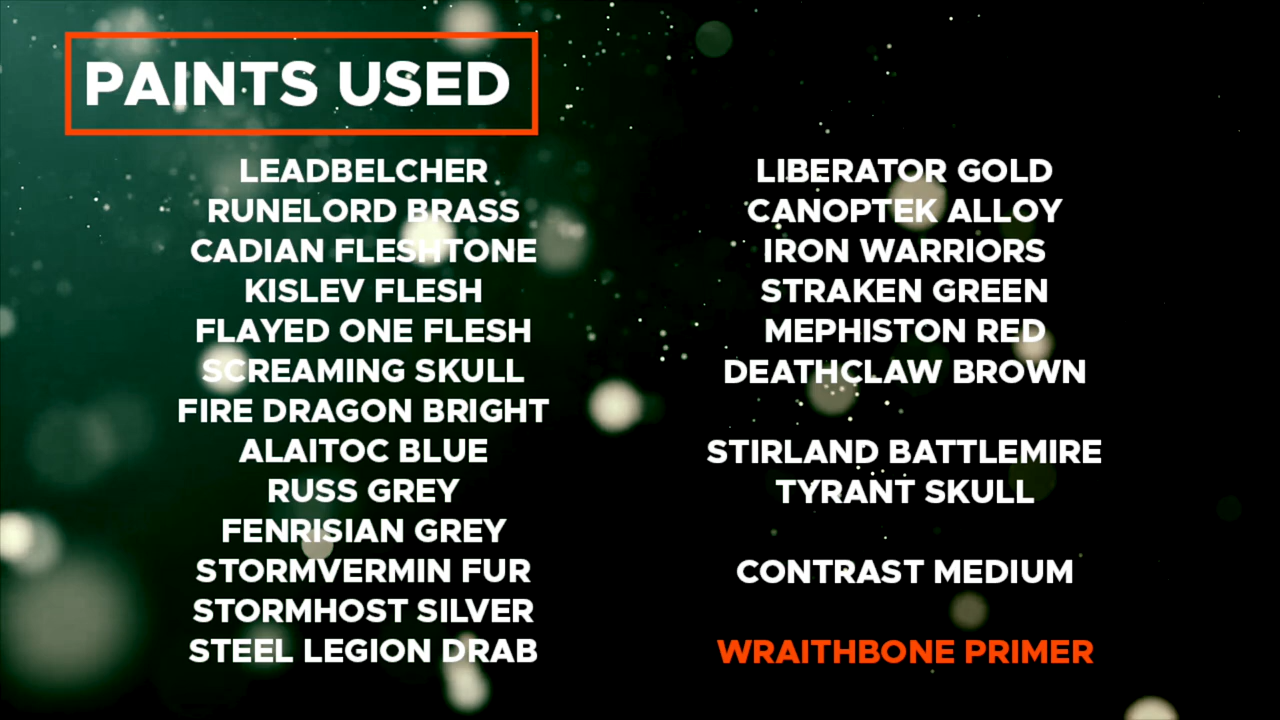 PAINTS USED
LEADBELCHER
RUNELORD BRASS
CADIAN FLESHTONE
KISLEV FLESH
FLAYED ONE FLESH
SCREAMING SKULL
FIRE DRAGON BRIGHT
ALAITOC BLUE
RUSS GREY
FENRISIAN GREY
STORMVERMIN FUR
STORMHOST SILVER
STEEL LEGION DRAB
LIBERATOR GOLD
CANOPTEK ALLOY
IRON WARRIORS
STRAKEN GREEN
MEPHISTON RED
DEATHCLAW BROWN
STIRLAND BATTLEMIRE
TYRANT SKULL
CONTRAST MEDIUM
WRAITHBONE PRIMER